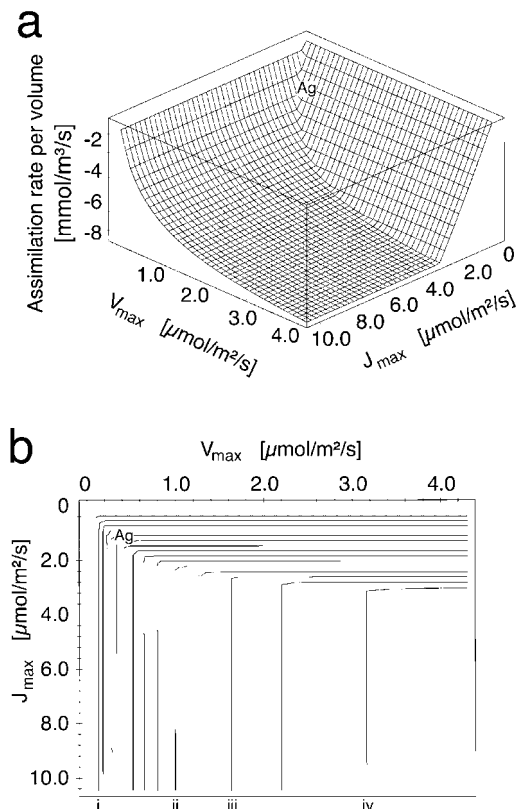 a
Assimilation rate per volume
[mmol/m³/s]
-2
-4
-6
-8
Ag
1.0
2.0
3.0
4.0
Vmax [µmol/m²/s]
10.0
8.0
6.0
4.0
2.0
0
Jmax [µmol/m²/s]
b
Vmax [µmol/m²/s]
0 1.0 2.0 3.0 4.0
Jmax [µmol/m²/s]
0
2.0
4.0
6.0
8.0
10.0
Ag
i ii iii iv